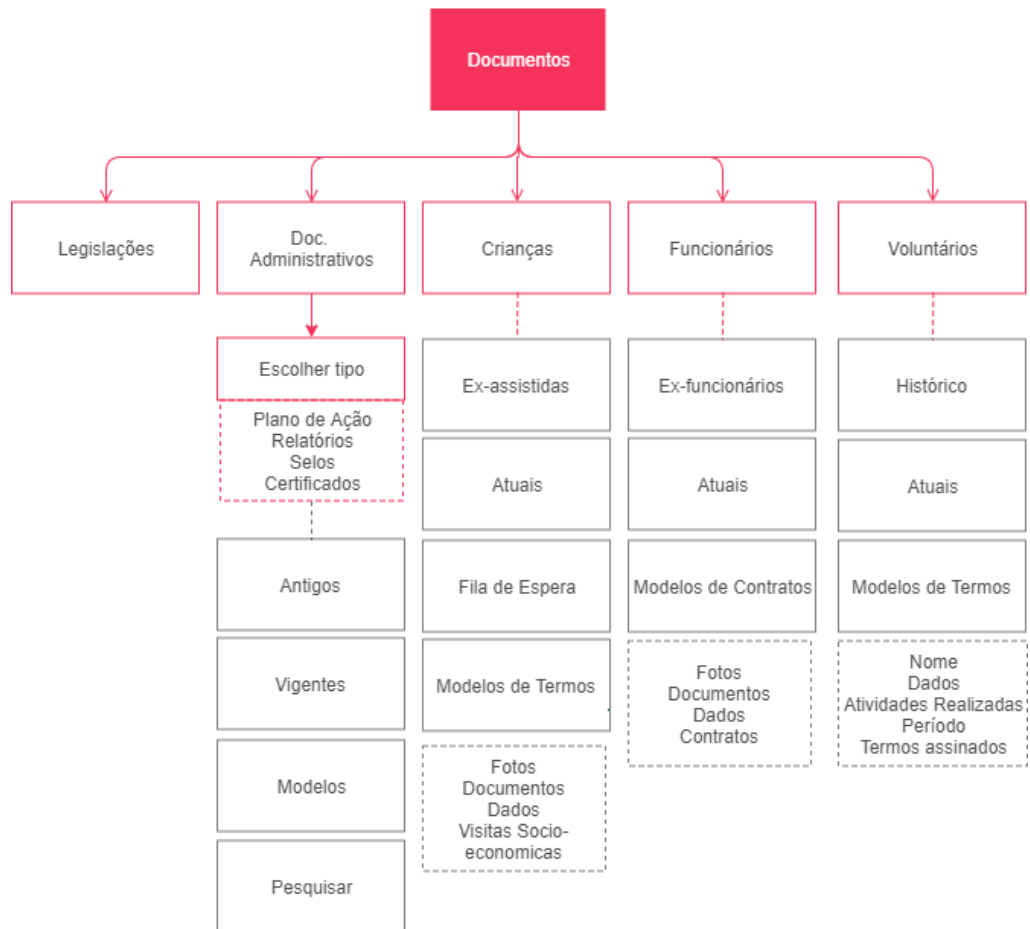 Documentos
Legislações
Doc.
Administrativos
Crianças
Funcionários
Voluntários
Escolher tipo
Plano de Ação
Relatórios
Selos
Certificados
Antigos
Vigentes
Modelos
Pesquisar
Ex-assistidas
Atuais
Fila de Espera
Modelos de Termos
Fotos
Documentos
Dados
Visitas Socio-
economicas
Ex-funcionários
Atuais
Modelos de Contratos
Fotos
Documentos
Dados
Contratos
Histórico
Atuais
Modelos de Termos
Nome
Dados
Atividades Realizadas
Período
Termos assinados